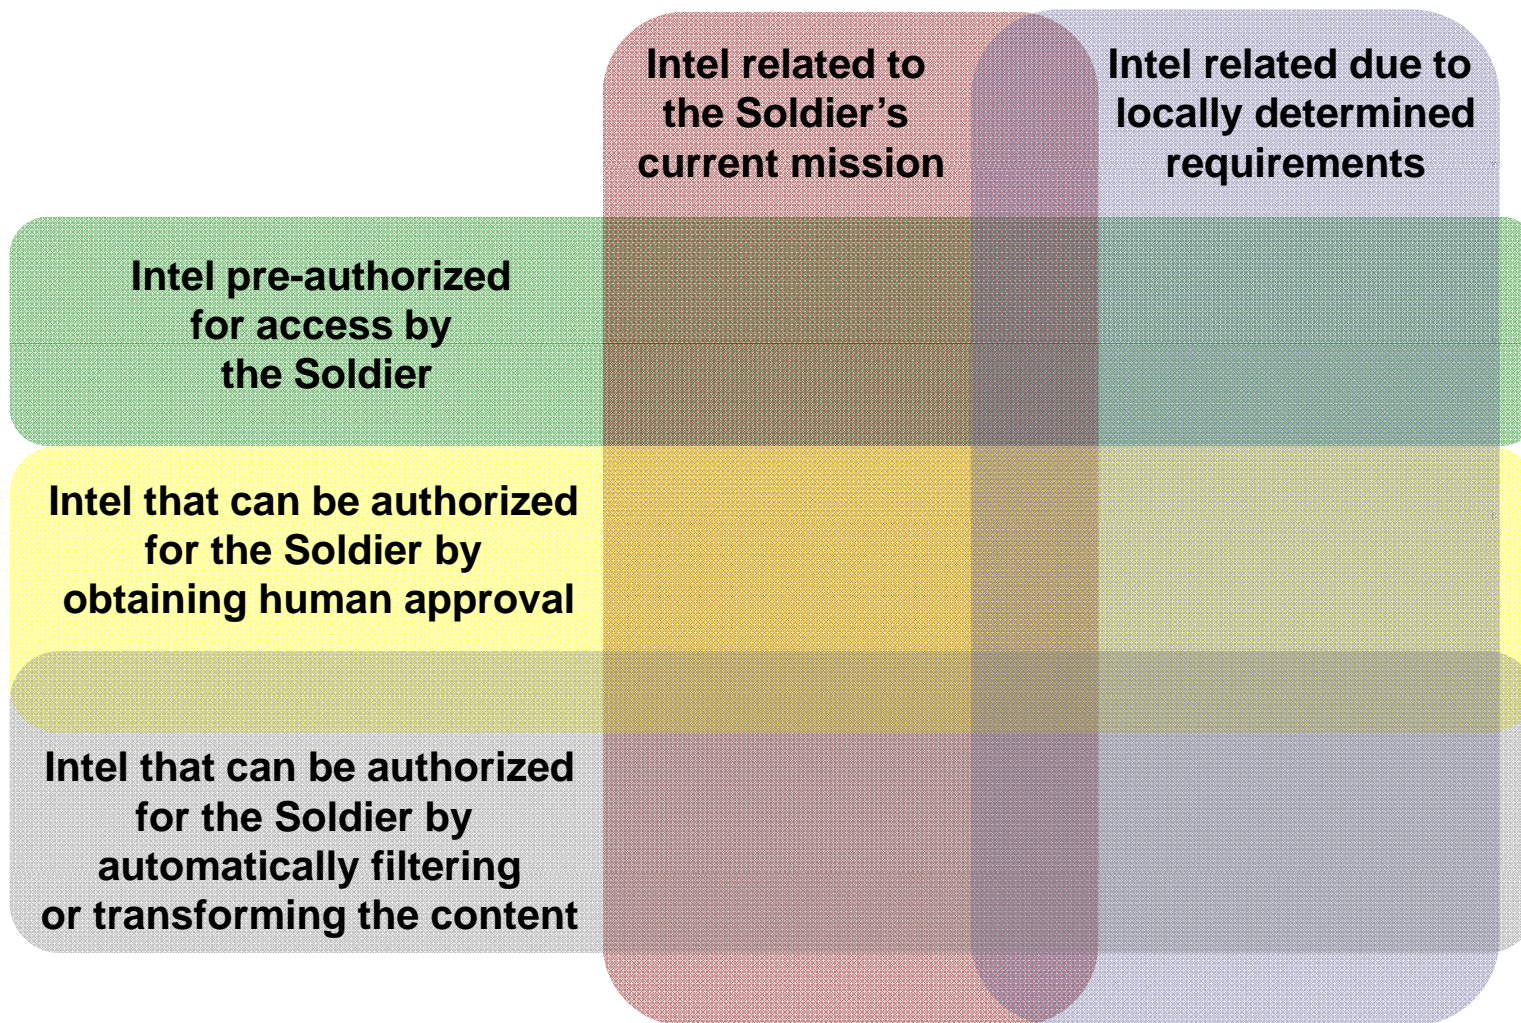 Intel related to
the Soldier’s
current mission
Intel related due to
locally determined
requirements
Intel pre-authorized
for access by
the Soldier
Intel that can be authorized
for the Soldier by
obtaining human approval
Intel that can be authorized
for the Soldier by
automatically filtering
or transforming the content